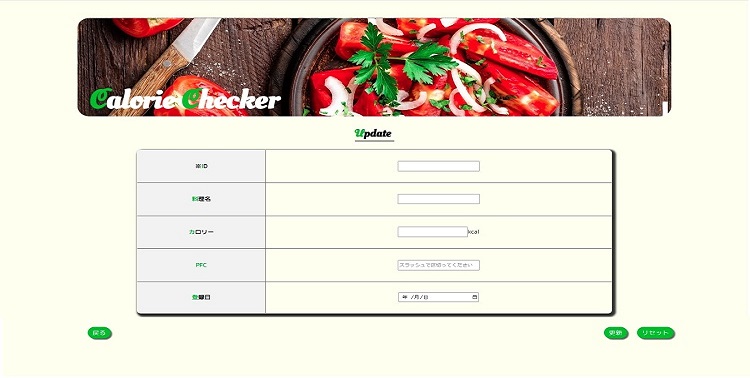 Calorie Checker
Update
※ID
料理名
カロリー
kcal
PFC
スラッシュで区切ってください
登録日
年 /月/日
戻る
更新
リセット